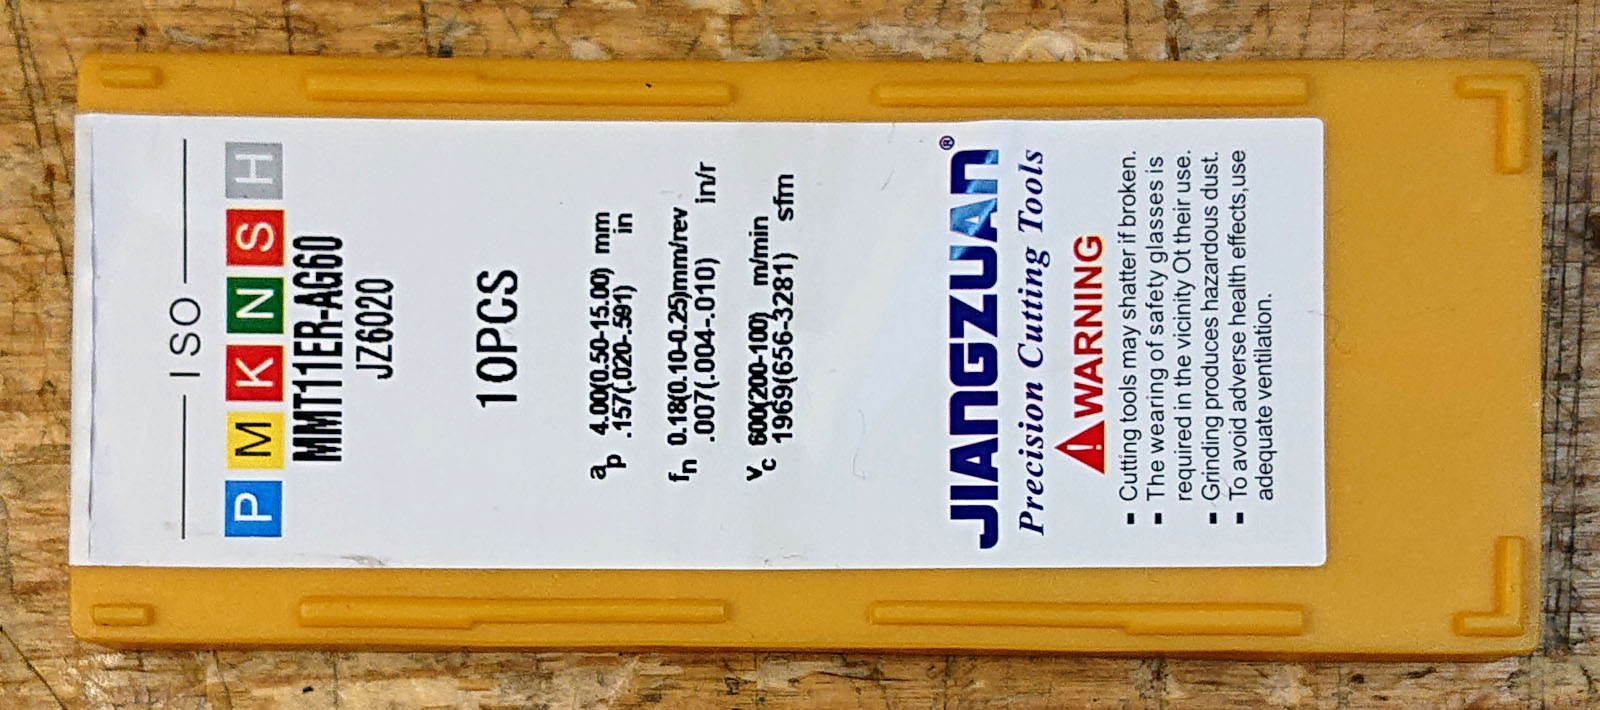 ISO
P M K N S H
MMT11ER-AG60
JZ6020
10PCS
ap 4.00(0.50-15.00) mm
.157(.020-.591) in
fn 0.18(0.10-0.25)mm/rev
.007(.004-.010) in/r
vc 600(200-100) m/min
1969(656-3281) sfm
JIANGZUAN®
Precision Cutting Tools
WARNING
▪ Cutting tools may shatter if broken.
▪ The wearing of safety glasses is
required in the vicinity Ot their use.
▪ Grinding produces hazardous dust.
▪ To avoid adverse health effects,use
adequate ventilation.